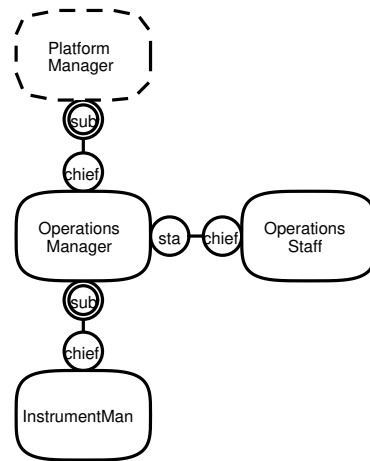 Platform
Manager
sub
chief
Operations
Manager
sta
chief
Operations
Staff
sub
chief
InstrumentMan